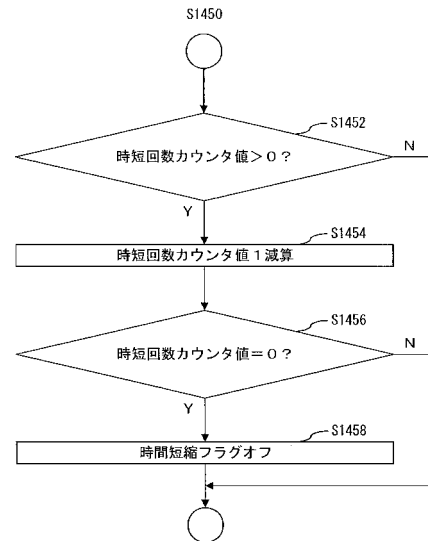 S1450
S1452
時短回数カウンタ値＞０？
N
Y
S1454
時短回数カウンタ値１減算
S1456
時短回数カウンタ値＝０？
N
Y
S1458
時間短縮フラグオフ